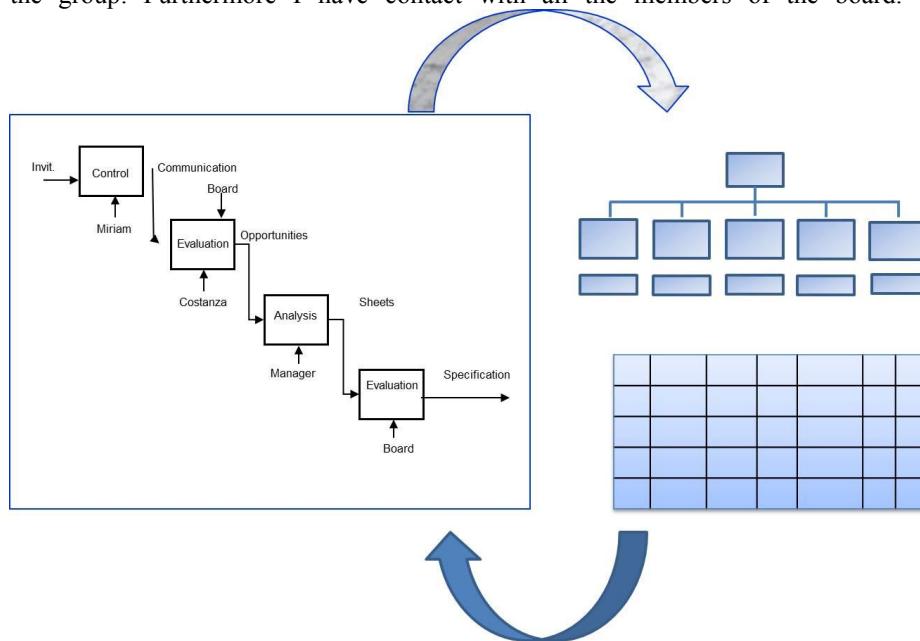 the group. Furthermore I have contact with all the members of the board.
Invit.
Control
Communication
Miriam
Board
Evaluation
Opportunities
Costanza
Analysis
Sheets
Manager
Evaluation
Specification
Board